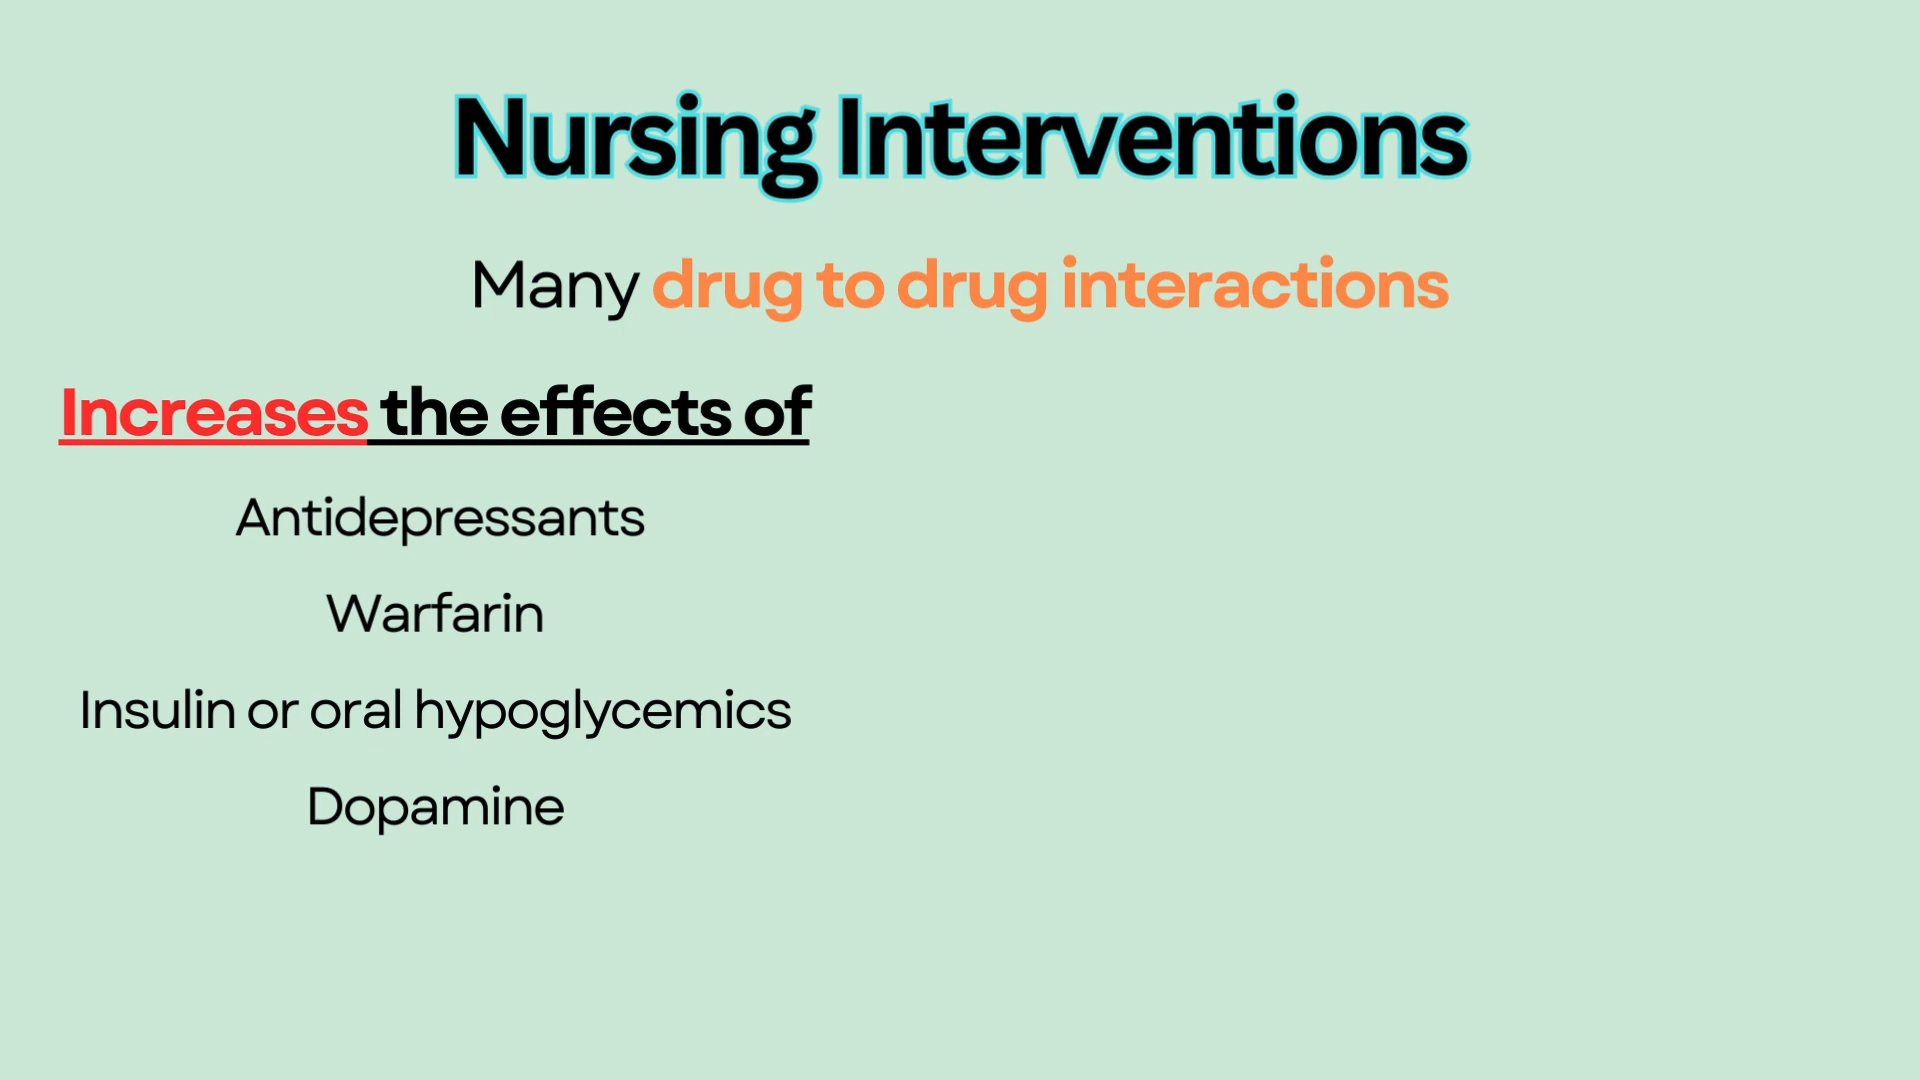 Nursing Interventions
Many drug to drug interactions
Increases the effects of
Antidepressants
Warfarin
Insulin or oral hypoglycemics
Dopamine